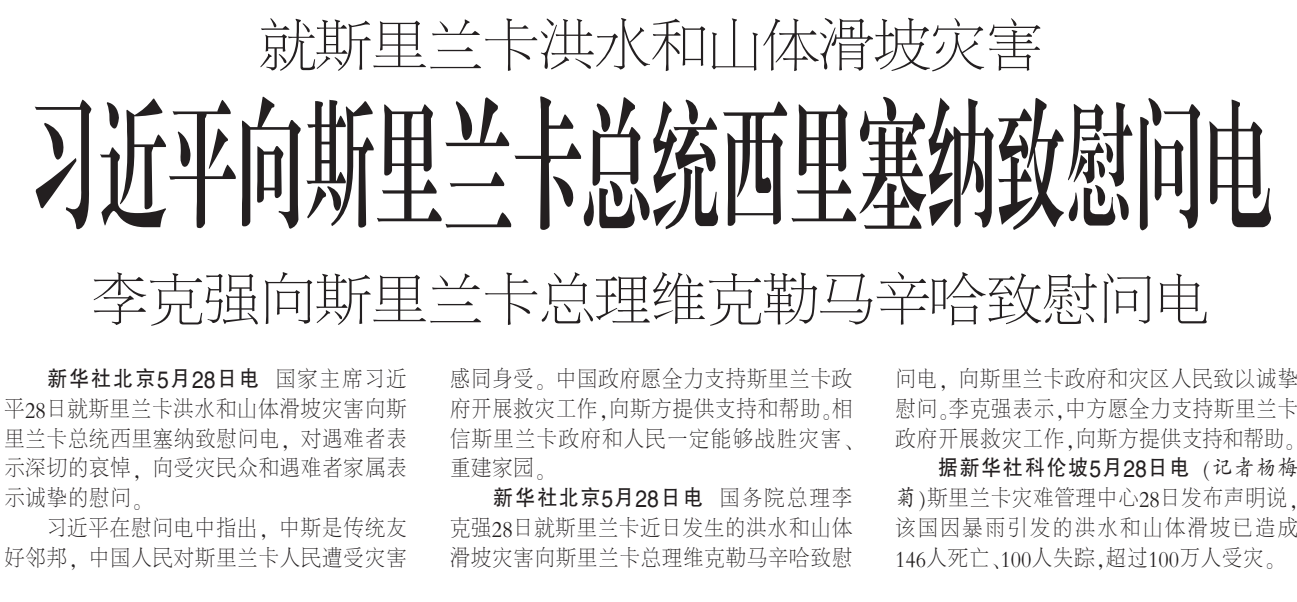 就斯里兰卡洪水和山体滑坡灾害
习近平向斯里兰卡总统西里塞纳致慰问电
李克强向斯里兰卡总理维克勒马辛哈致慰问电
新华社北京5月28日电 国家主席习近
平28日就斯里兰卡洪水和山体滑坡灾害向斯
里兰卡总统西里塞纳致慰问电，对遇难者表
示深切的哀悼，向受灾民众和遇难者家属表
示诚挚的慰问。
习近平在慰问电中指出，中斯是传统友
好邻邦，中国人民对斯里兰卡人民遭受灾害
感同身受。中国政府愿全力支持斯里兰卡政
府开展救灾工作，向斯方提供支持和帮助。相
信斯里兰卡政府和人民一定能够战胜灾害、
重建家园。
新华社北京5月28日电 国务院总理李
克强28日就斯里兰卡近日发生的洪水和山体
滑坡灾害向斯里兰卡总理维克勒马辛哈致慰
问电，向斯里兰卡政府和灾区人民致以诚挚
慰问。李克强表示，中方愿全力支持斯里兰卡
政府开展救灾工作，向斯方提供支持和帮助。
据新华社科伦坡5月28日电 （记者杨梅
菊）斯里兰卡灾难管理中心28日发布声明说，
该国因暴雨引发的洪水和山体滑坡已造成
146人死亡、100人失踪，超过100万人受灾。